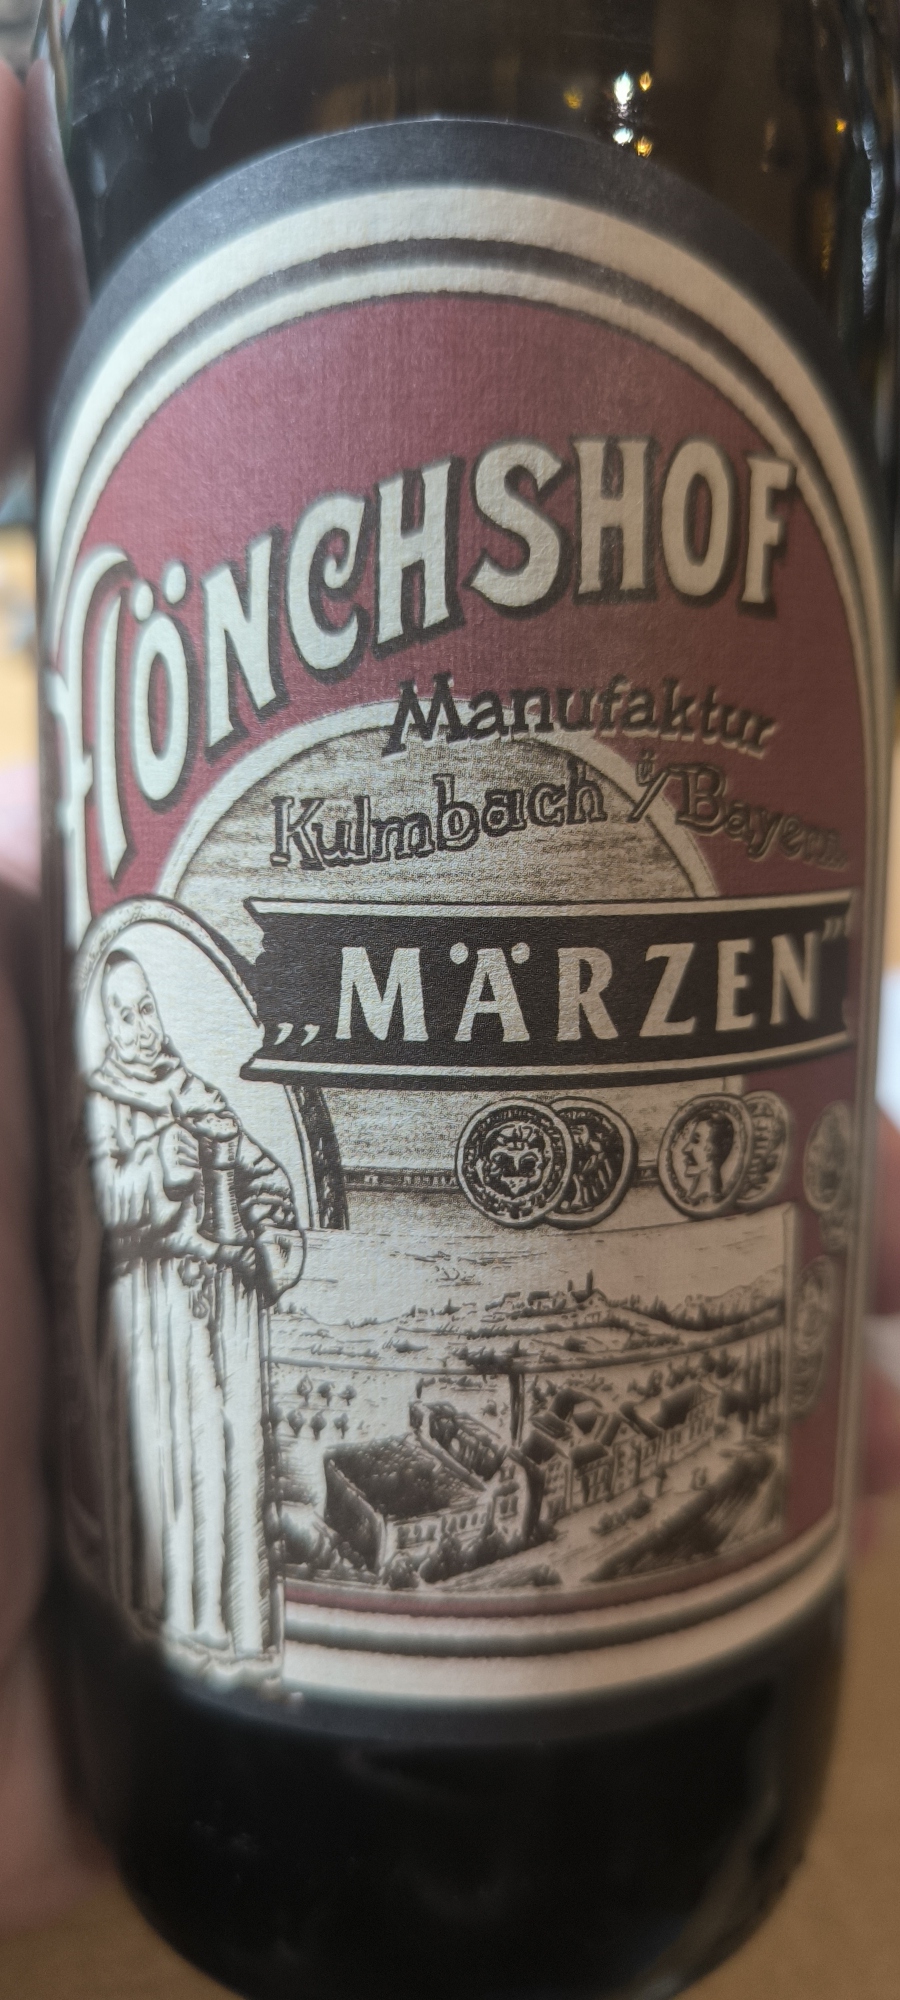 MÖNCHSHOF
Manufaktur
Kulmbach i/Bayern
„MÄRZEN”